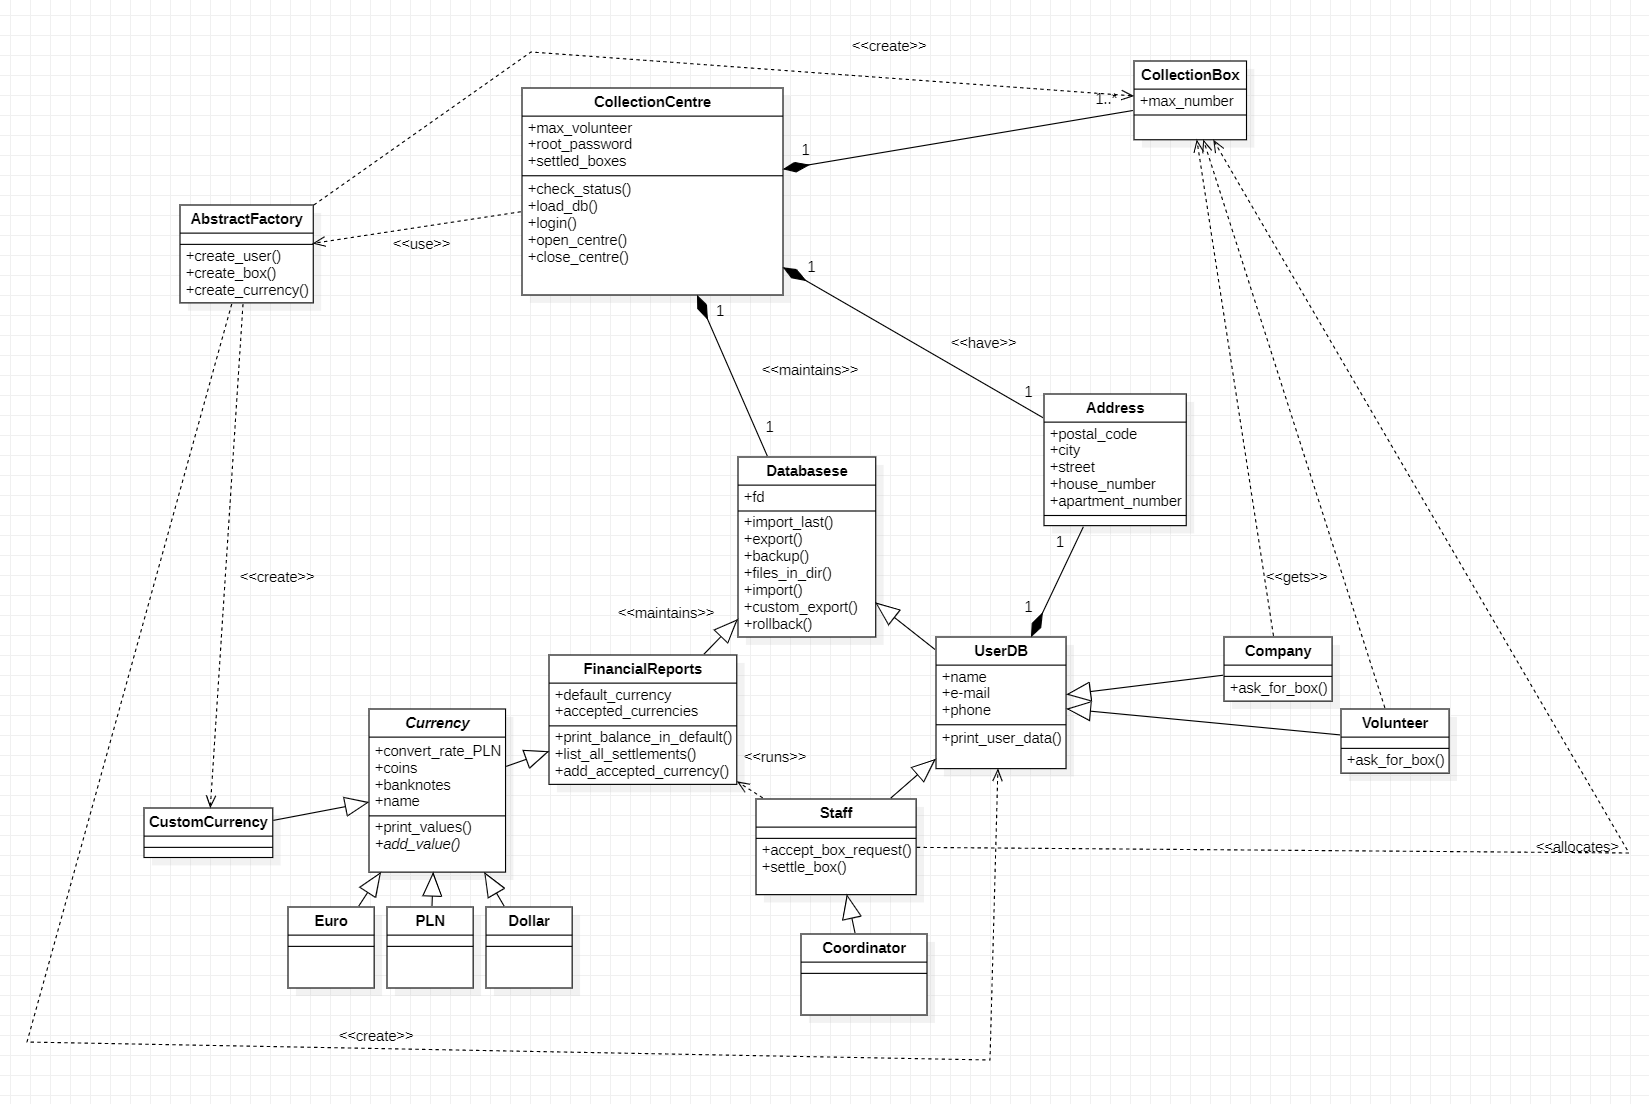 <<create>>
CollectionBox
+max_number
1..*
CollectionCentre
+max_volunteer
+root_password
+settled_boxes
+check_status()
+load_db()
+login()
+open_centre()
+close_centre()
1
AbstractFactory
+create_user()
+create_box()
+create_currency()
<<use>>
1
1
<<have>>
<<maintains>>
1
1
Address
+postal_code
+city
+street
+house_number
+apartment_number
Databasese
+fd
+import_last()
+export()
+backup()
+files_in_dir()
+import()
+custom_export()
+rollback()
1
<<create>>
<<gets>>
<<maintains>>
1
UserDB
+name
+e-mail
+phone
+print_user_data()
Company
+ask_for_box()
Volunteer
+ask_for_box()
FinancialReports
+default_currency
+accepted_currencies
+print_balance_in_default()
+list_all_settlements()
+add_accepted_currency()
<<runs>>
Currency
+convert_rate_PLN
+coins
+banknotes
+name
+print_values()
+add_value()
CustomCurrency
Staff
+accept_box_request()
+settle_box()
<<allocates>
Euro
PLN
Dollar
Coordinator
<<create>>